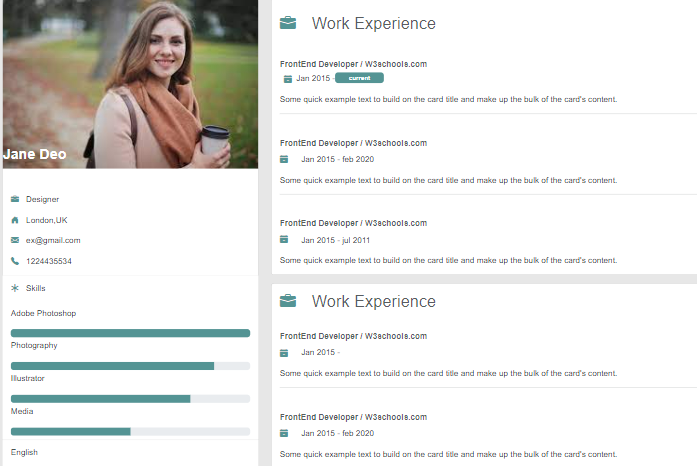 Jane Deo
Designer
London,UK
ex@gmail.com
1224435534
Skills
Adobe Photoshop
Photography
Illustrator
Media
English
Work Experience
FrontEnd Developer / W3schools.com
Jan 2015 - current
Some quick example text to build on the card title and make up the bulk of the card's content.
FrontEnd Developer / W3schools.com
Jan 2015 - feb 2020
Some quick example text to build on the card title and make up the bulk of the card's content.
FrontEnd Developer / W3schools.com
Jan 2015 - jul 2011
Some quick example text to build on the card title and make up the bulk of the card's content.
Work Experience
FrontEnd Developer / W3schools.com
Jan 2015 -
Some quick example text to build on the card title and make up the bulk of the card's content.
FrontEnd Developer / W3schools.com
Jan 2015 - feb 2020
Some quick example text to build on the card title and make up the bulk of the card's content.